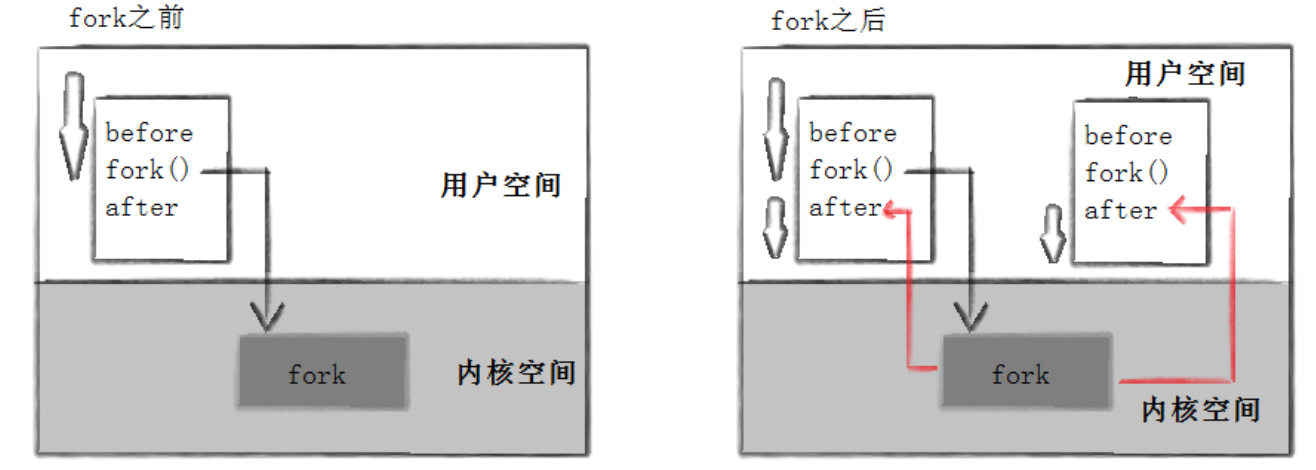 fork之前
before
fork()
after
用户空间
fork
内核空间
fork之后
用户空间
before
fork()
after
before
fork()
after
fork
内核空间